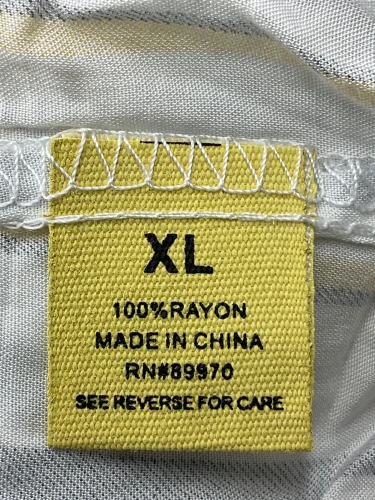 XL
100%RAYON
MADE IN CHINA
RN#89970
SEE REVERSE FOR CARE